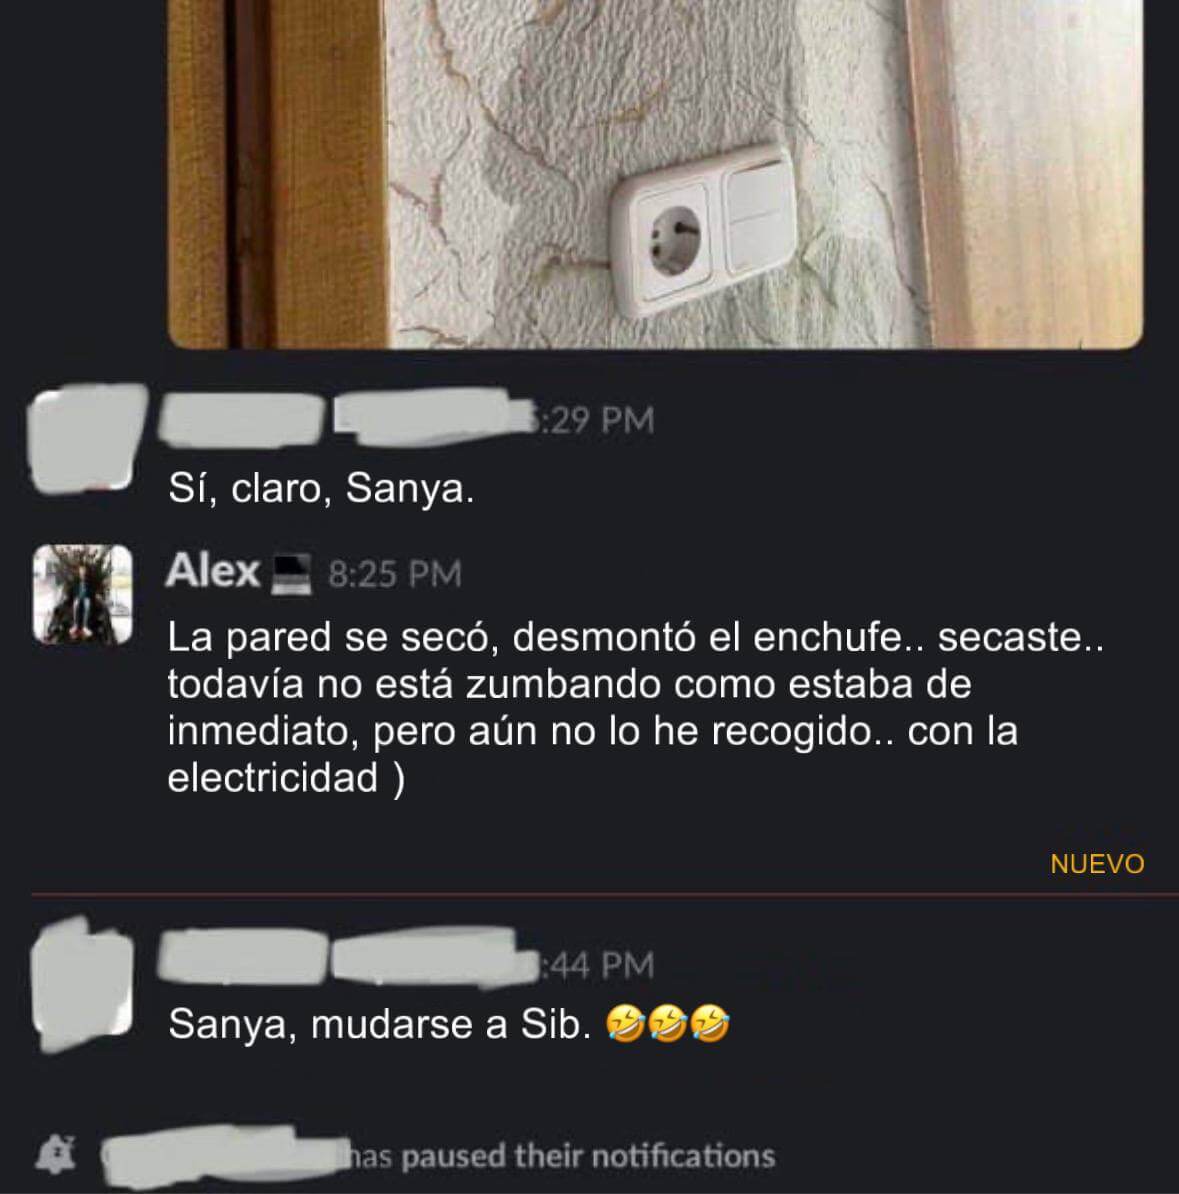 :29 PM
Sí, claro, Sanya.
Alex 8:25 PM
La pared se secó, desmontó el enchufe.. secaste..
todavía no está zumbando como estaba de
inmediato, pero aún no lo he recogido.. con la
electricidad )
NUEVO
:44 PM
Sanya, mudarse a Sib. 🤣🤣🤣
has paused their notifications